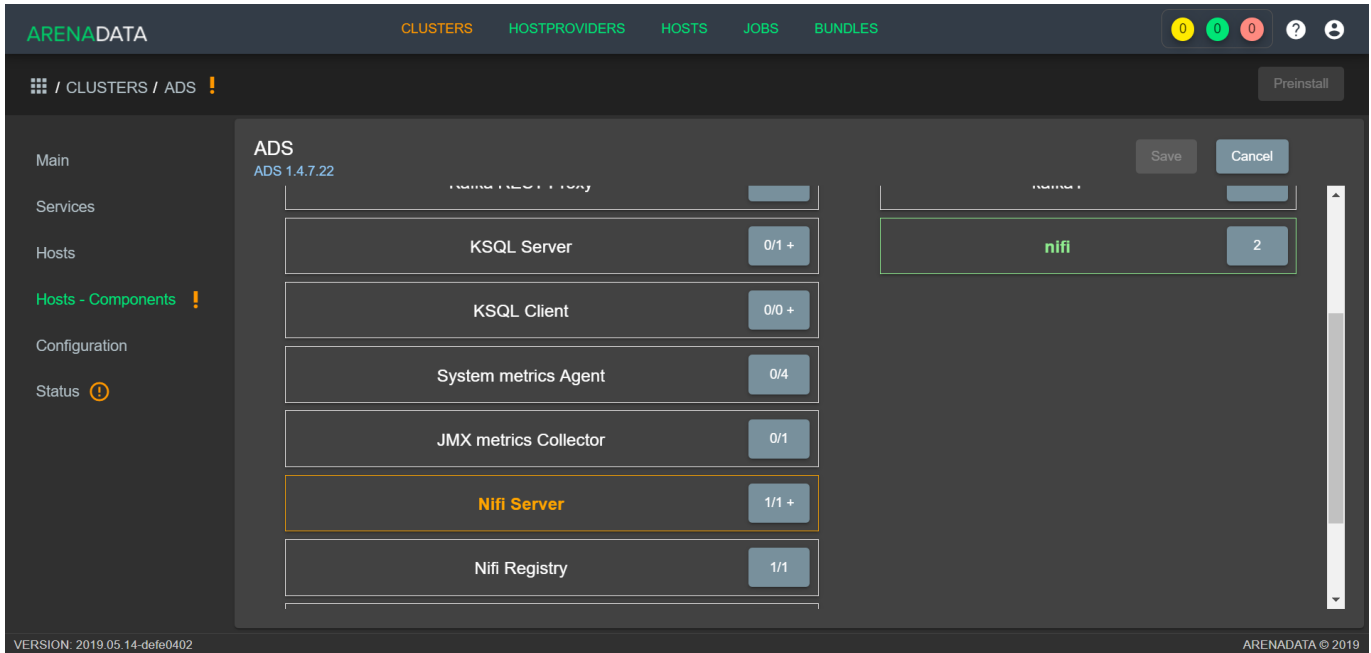 ARENADATA
CLUSTERS HOSTPROVIDERS HOSTS JOBS BUNDLES
0 0 0 ?
/ CLUSTERS / ADS !
Preinstall
Main
Services
Hosts
Hosts - Components !
Configuration
Status !
ADS
ADS 1.4.7.22
Save Cancel
Kafka REST Proxy
KSQL Server 0/1 +
KSQL Client 0/0 +
System metrics Agent 0/4
JMX metrics Collector 0/1
Nifi Server 1/1 +
Nifi Registry 1/1
nifi 2
VERSION: 2019.05.14-defe0402
ARENADATA © 2019